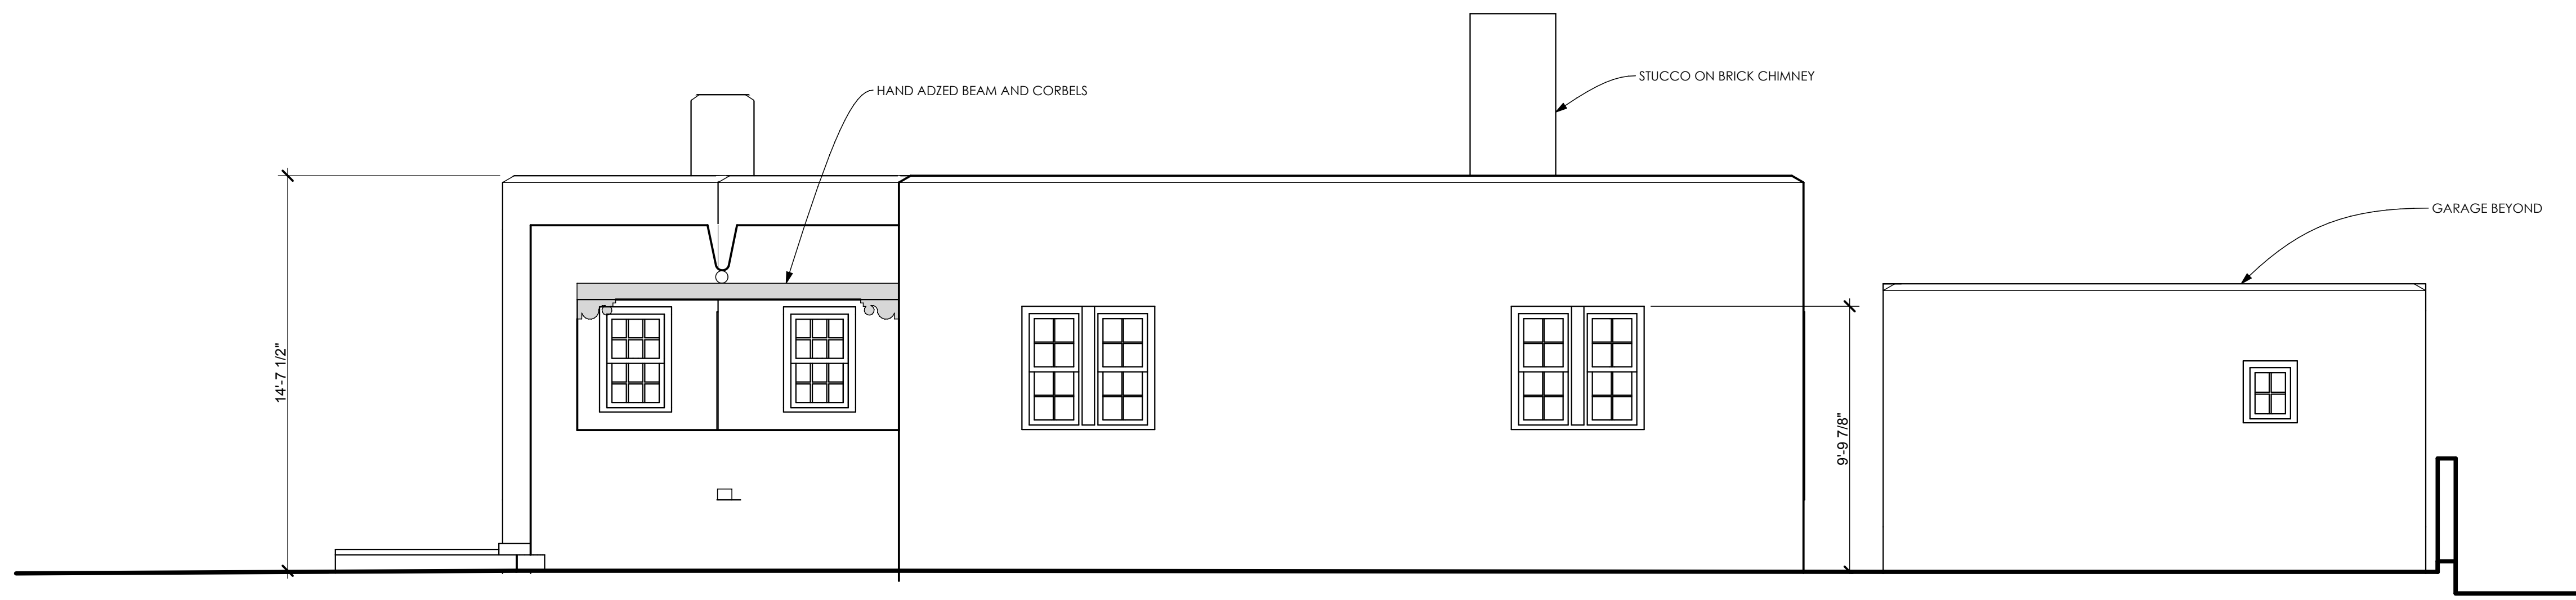 STUCCO ON BRICK CHIMNEY
HAND ADZED BEAM AND CORBELS
GARAGE BEYOND
14'-7 1/2"
9'-9 7/8"